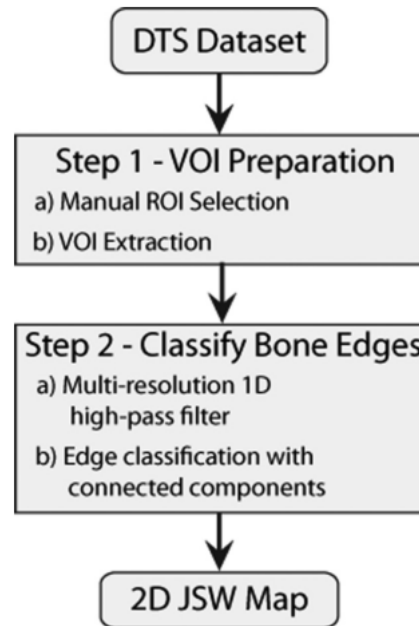 DTS Dataset
Step 1 - VOI Preparation
a) Manual ROI Selection
b) VOI Extraction
Step 2 - Classify Bone Edges
a) Multi-resolution 1D
high-pass filter
b) Edge classification with
connected components
2D JSW Map